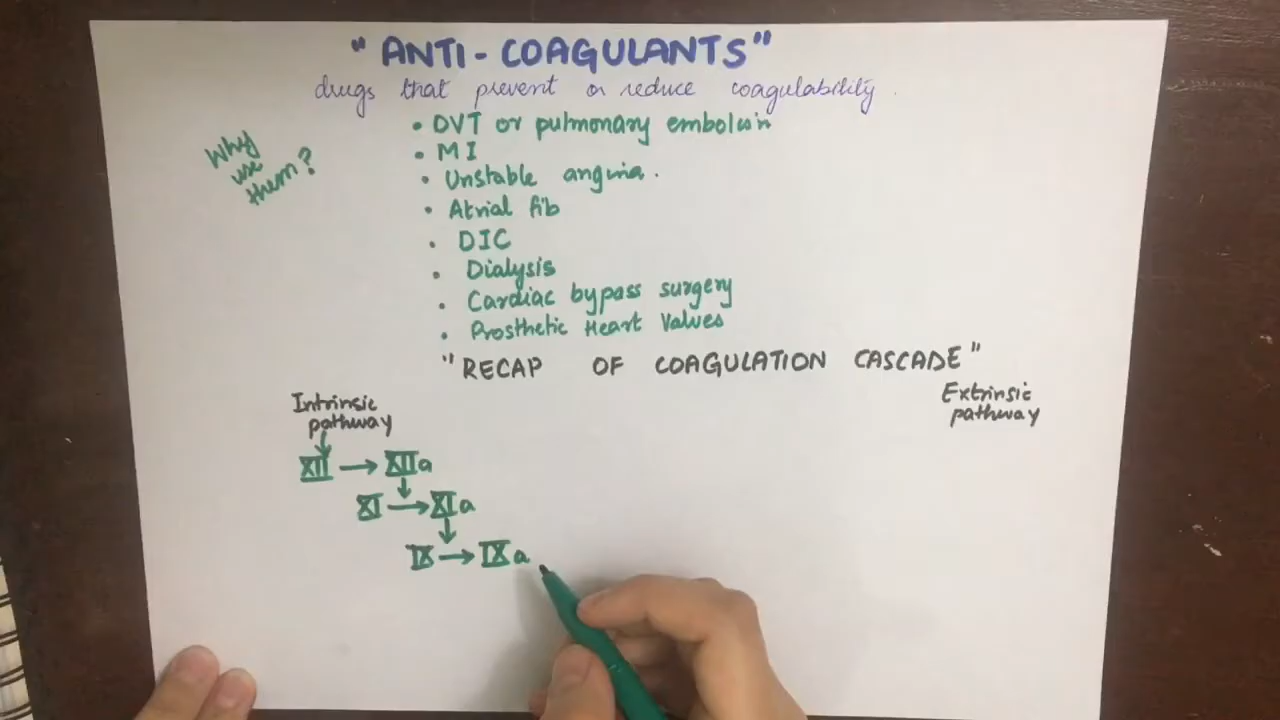 "ANTI-COAGULANTS"
drugs that prevent or reduce coagulability.
Why use them?
• DVT or pulmonary embolism
• MI
• Unstable angina.
• Atrial fib
• DIC
• Dialysis
• Cardiac bypass surgery
• Prosthetic Heart Valves
"RECAP OF COAGULATION CASCADE"
Intrinsic pathway
Extrinsic pathway
XII → XIIa
XI → XIa
IX → IXa